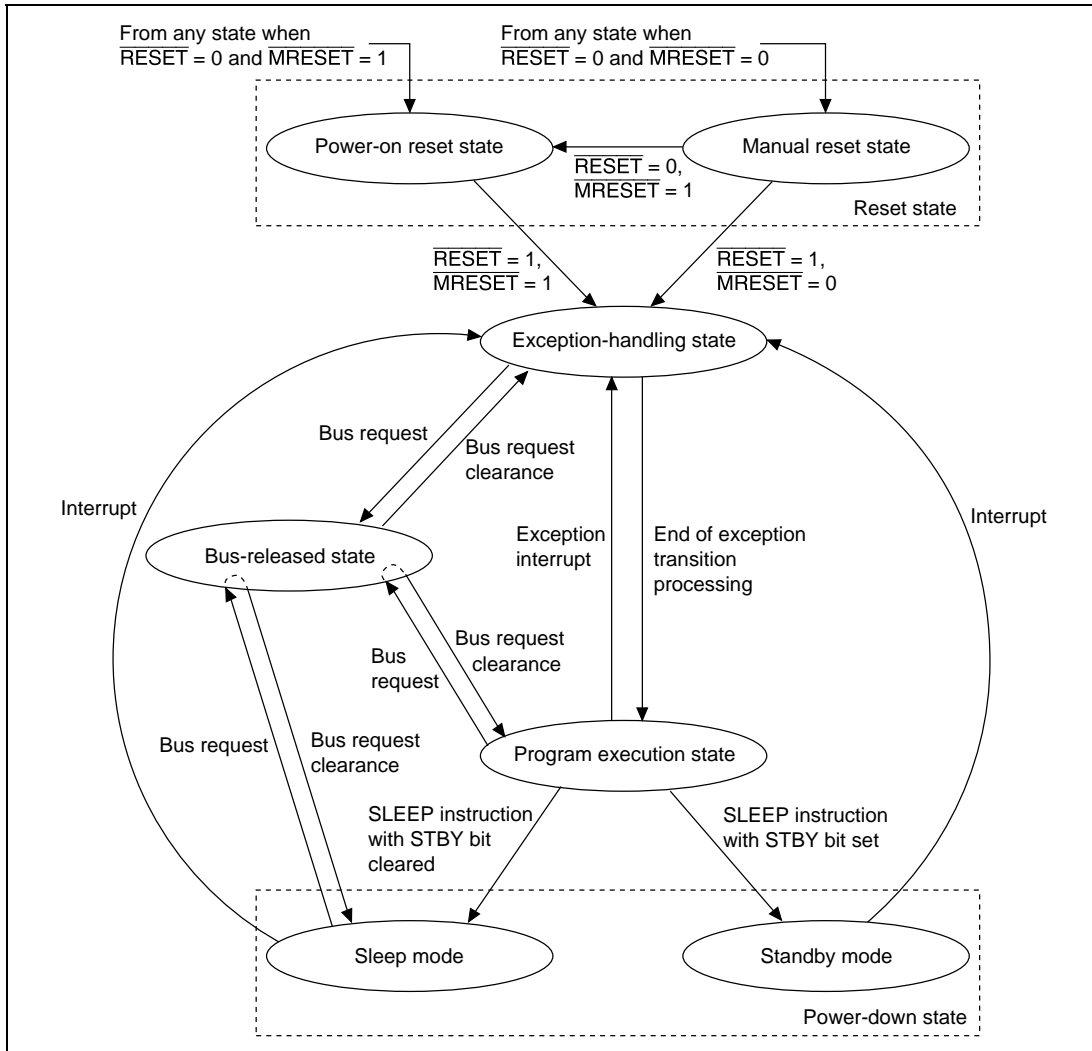 From any state when
RESET = 0 and MRESET = 1
From any state when
RESET = 0 and MRESET = 0
Power-on reset state
Manual reset state
RESET = 0,
MRESET = 1
Reset state
RESET = 1,
MRESET = 1
RESET = 1,
MRESET = 0
Exception-handling state
Bus request
Bus request
clearance
Interrupt
Interrupt
Exception
interrupt
End of exception
transition
processing
Bus-released state
Bus
request
Bus request
clearance
Bus request
Bus request
clearance
Program execution state
SLEEP instruction
with STBY bit
cleared
SLEEP instruction
with STBY bit set
Sleep mode
Standby mode
Power-down state